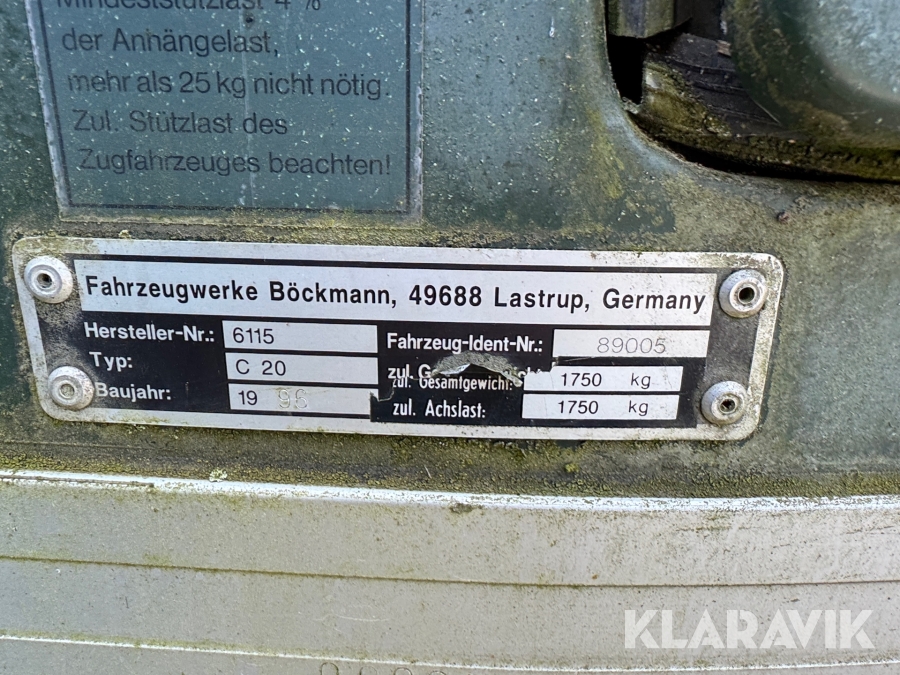 Mindeststützlast 4%
der Anhängelast,
mehr als 25 kg nicht nötig.
Zul. Stützlast des
Zugfahrzeuges beachten!
Fahrzeugwerke Böckmann, 49688 Lastrup, Germany
Hersteller-Nr.: 6115 Fahrzeug-Ident-Nr.: 89005
Typ: C 20 zul. Gesamtgewicht: 1750 kg
Baujahr: 19 96 zul. Achslast: 1750 kg
KLARAVIK